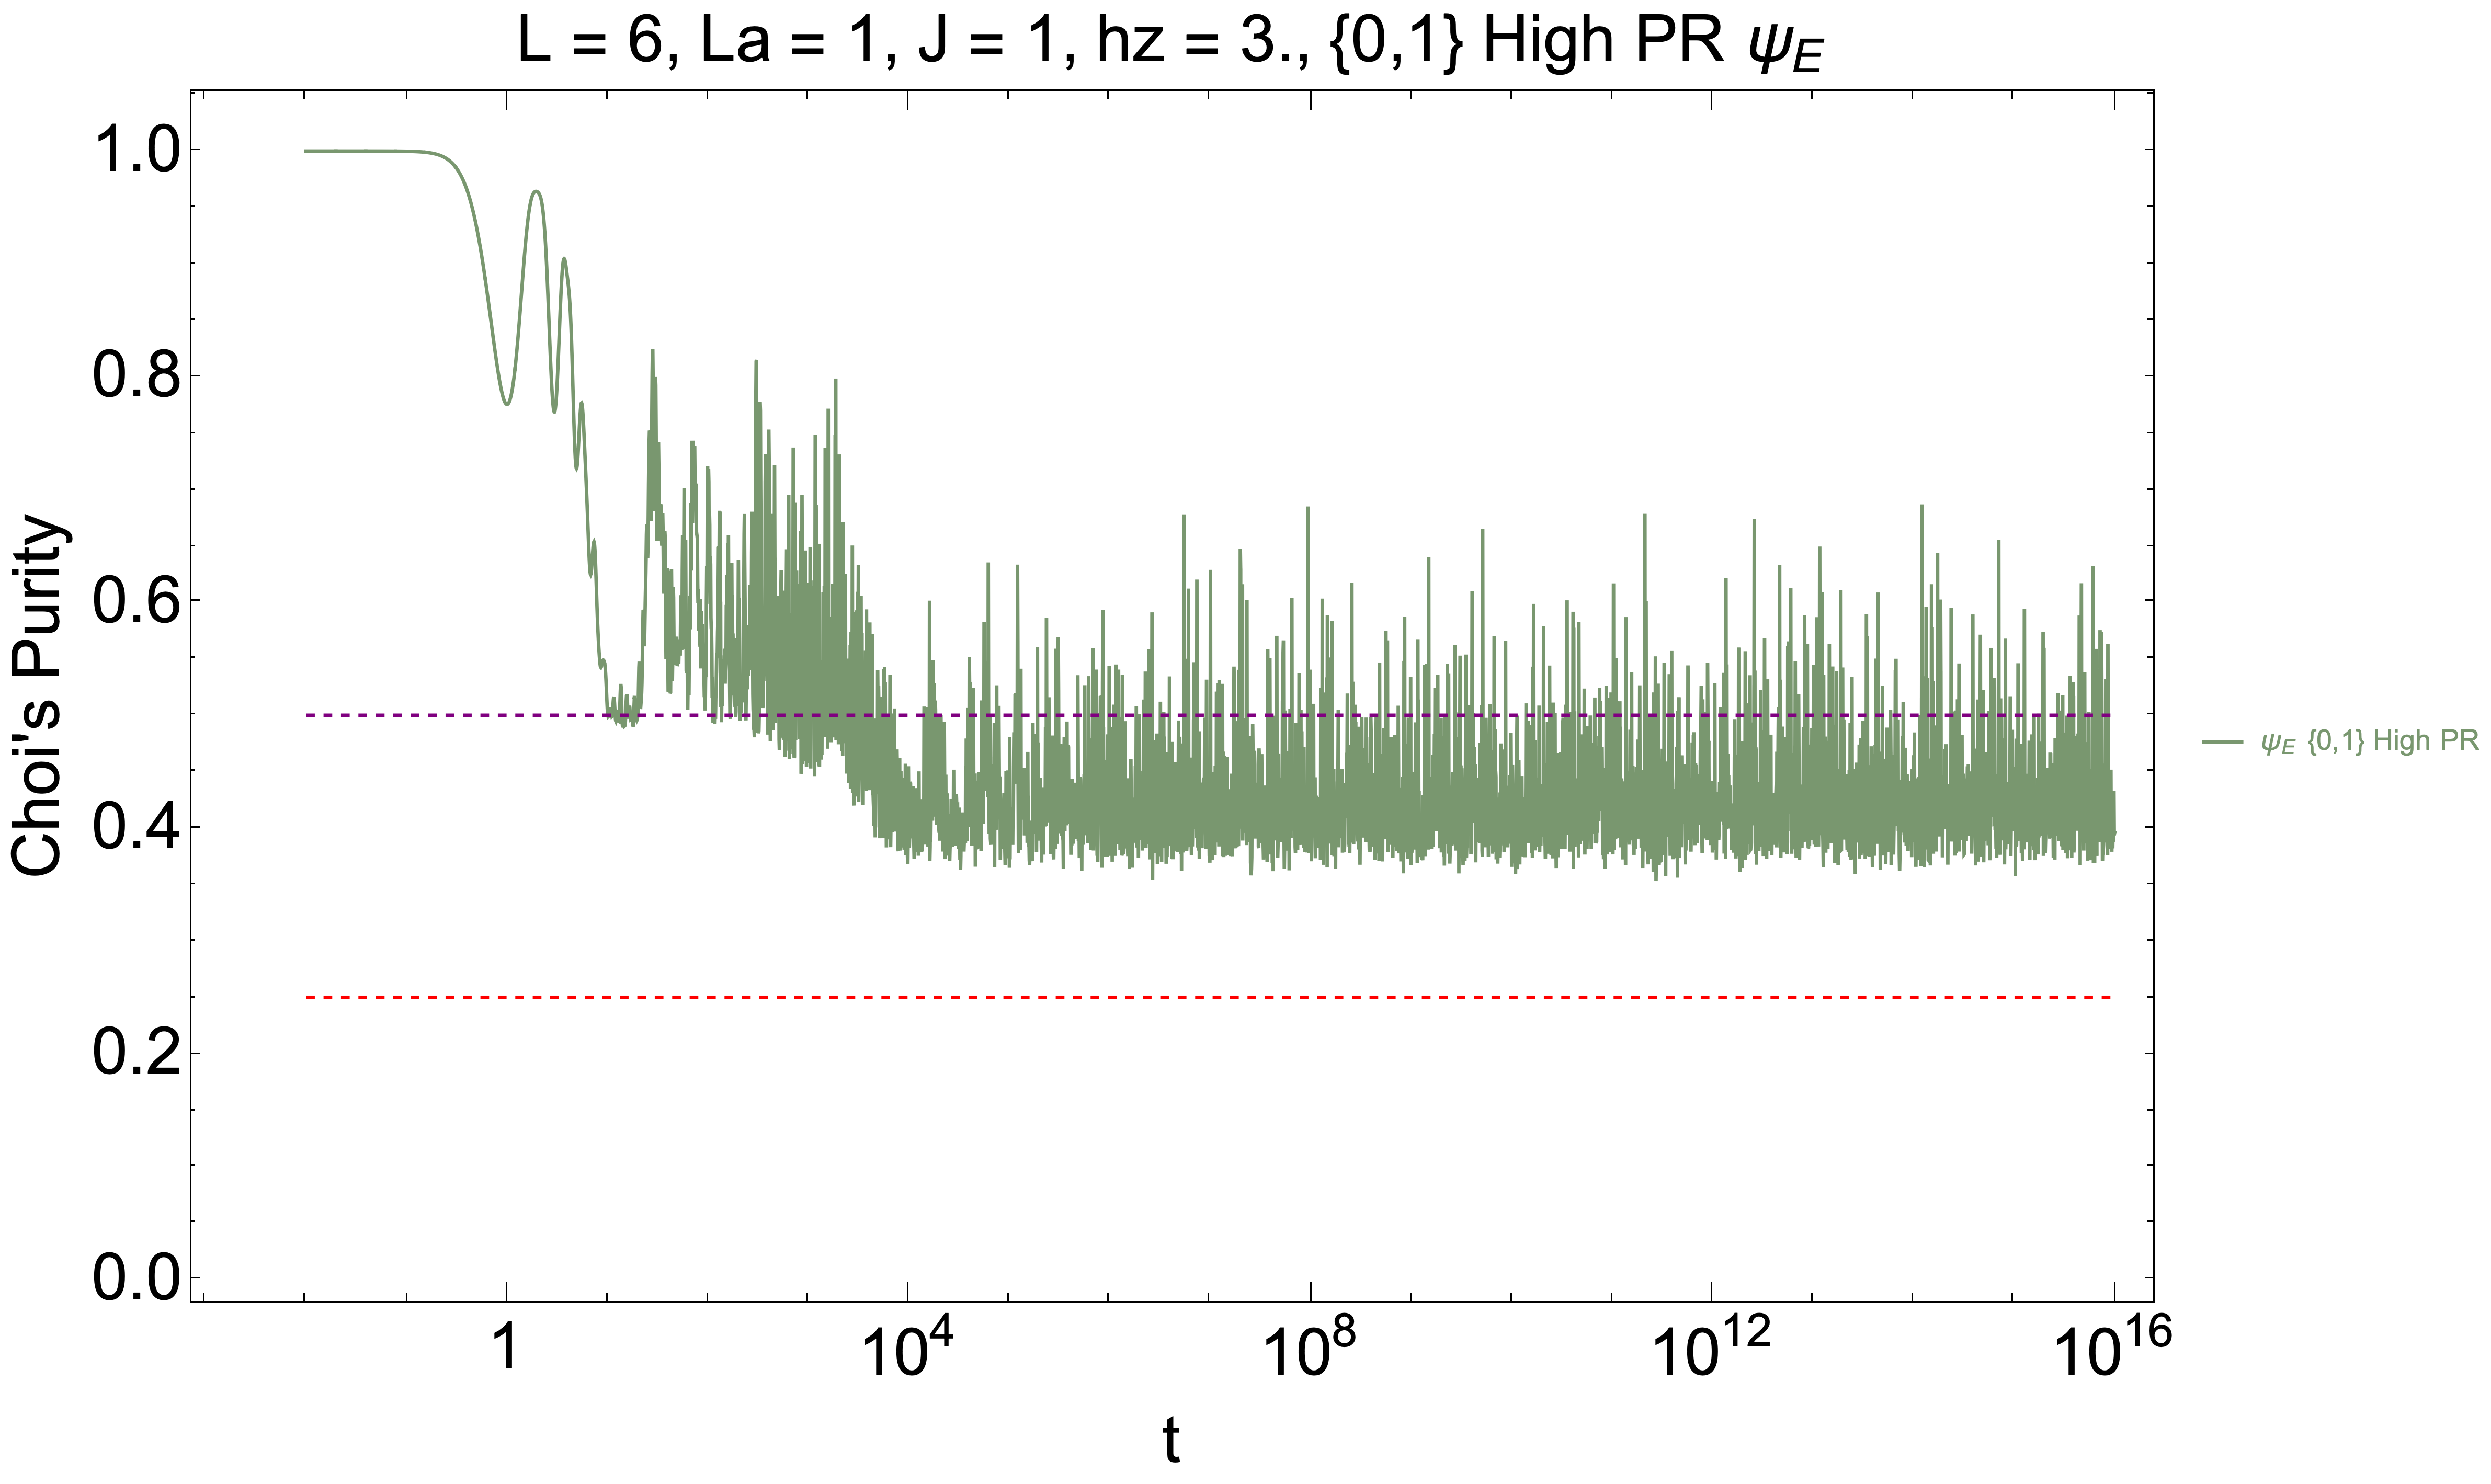 L = 6, La = 1, J = 1, hz = 3., {0,1} High PR ψE
1.0
0.8
0.6
0.4
0.2
0.0
Choi's Purity
1
10^4
10^8
10^12
10^16
t
ψE {0,1} High PR